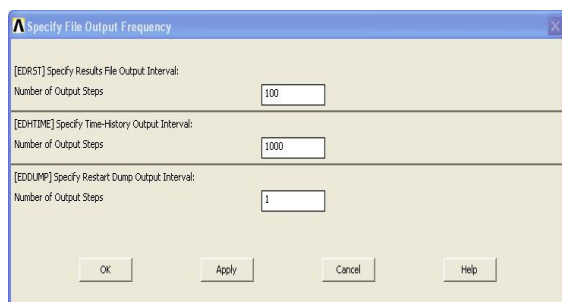 Specify File Output Frequency
[EDRST] Specify Results File Output Interval:
Number of Output Steps 100
[EDHTIME] Specify Time-History Output Interval:
Number of Output Steps 1000
[EDDUMP] Specify Restart Dump Output Interval:
Number of Output Steps 1
OK Apply Cancel Help